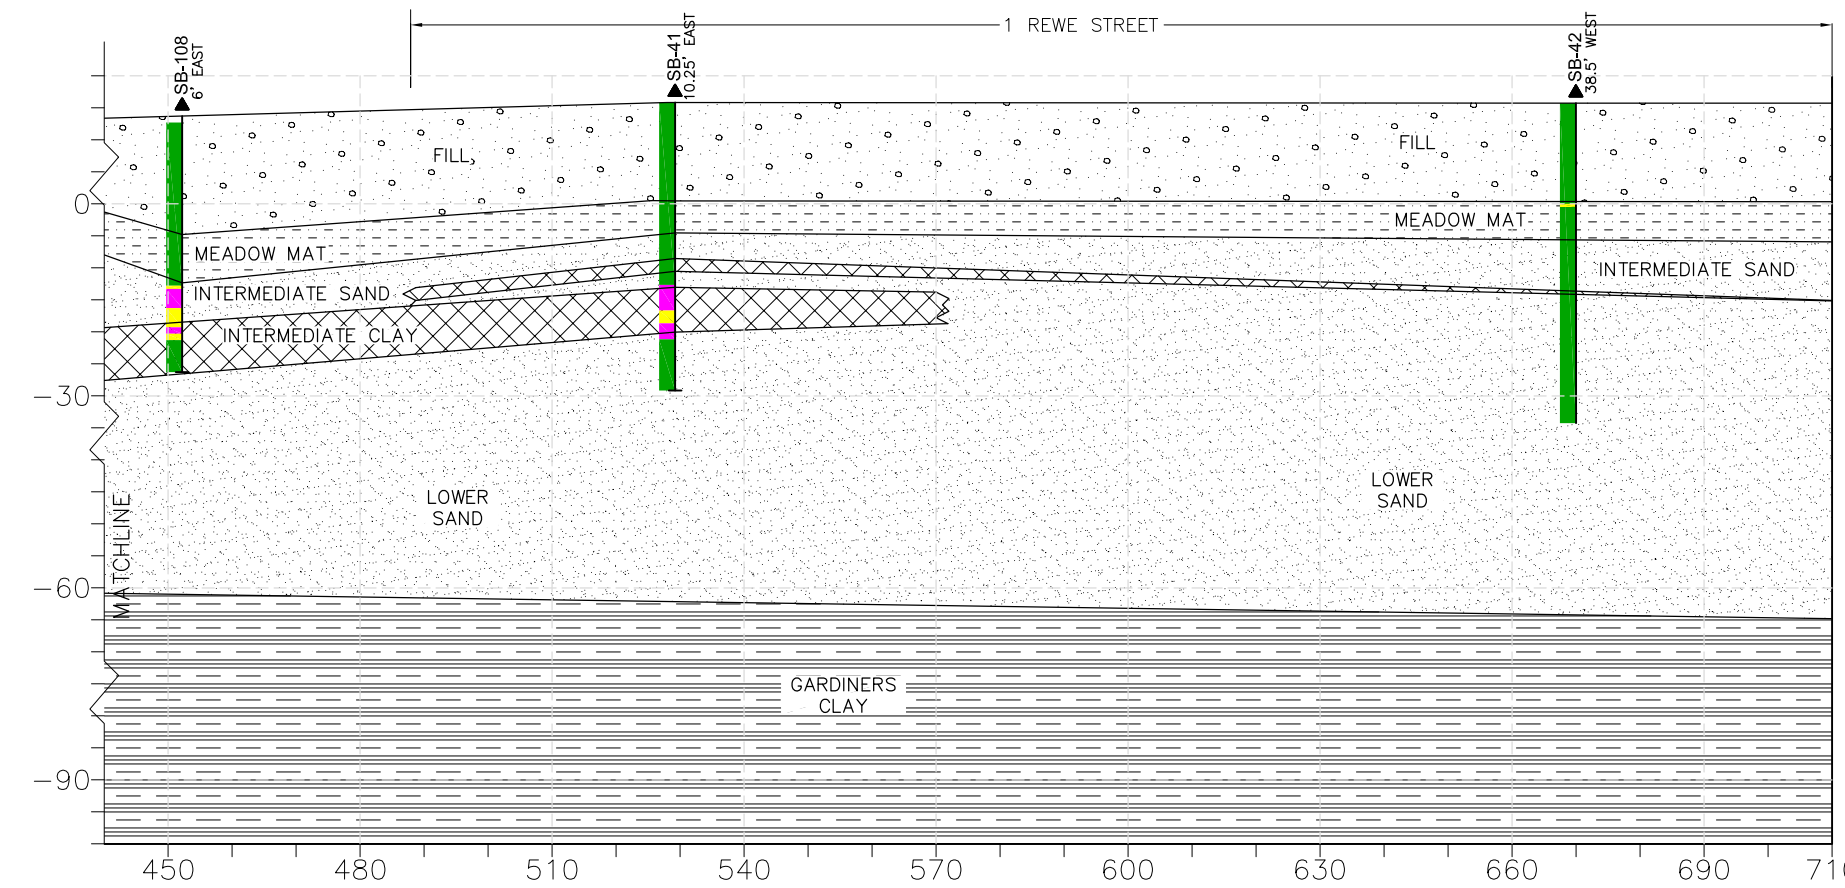 1 REWE STREET
SB-108
6' EAST
SB-41
10.25' EAST
SB-42
38.5' WEST
FILL
FILL
0
MEADOW MAT
MEADOW MAT
INTERMEDIATE SAND
INTERMEDIATE SAND
INTERMEDIATE CLAY
-30
LOWER
SAND
LOWER
SAND
MATCHLINE
-60
GARDINERS
CLAY
-90
450 480 510 540 570 600 630 660 690